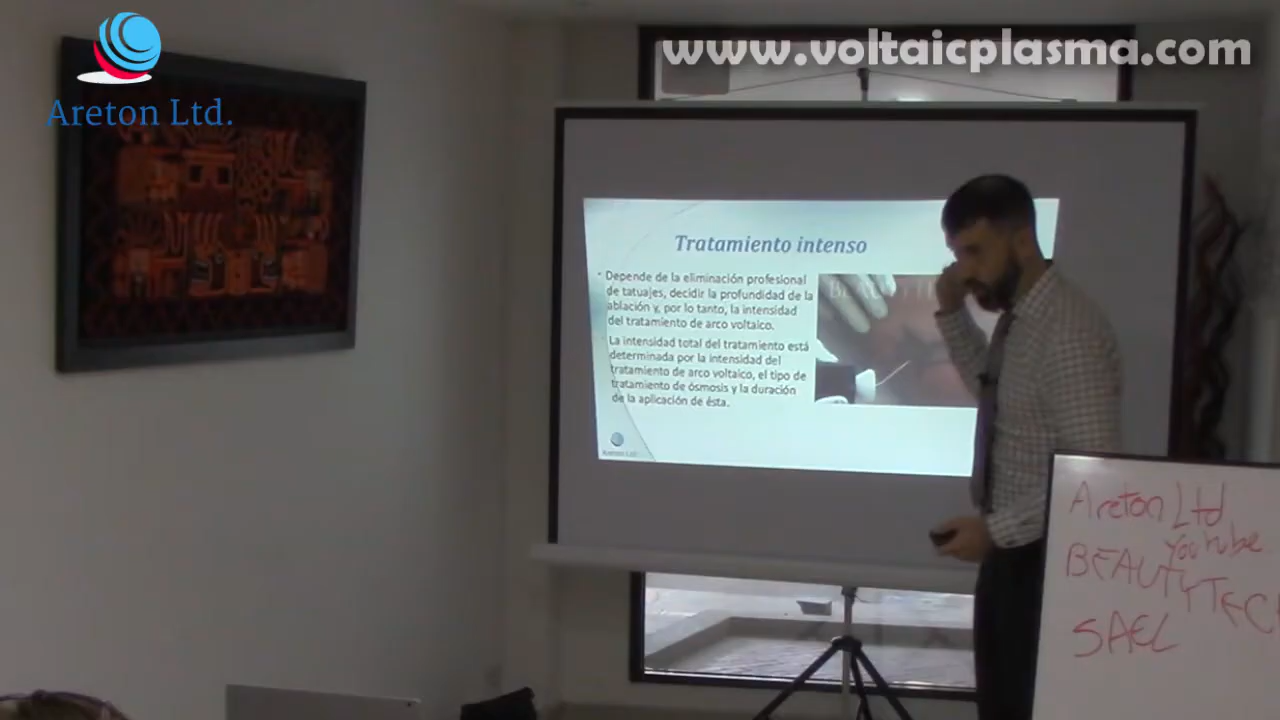 www.voltaicplasma.com
Areton Ltd.
Tratamiento intenso
Depende de la eliminación profesional
de tatuajes, decidir la profundidad de la
ablación y, por lo tanto, la intensidad
del tratamiento de arco voltaico.
La intensidad total del tratamiento está
determinada por la intensidad del
tratamiento de arco voltaico, el tipo de
tratamiento de ósmosis y la duración
de la aplicación de ésta.
Areton Ltd.
Areton Ltd
Youtube
BEAUTYTECH
SAEL